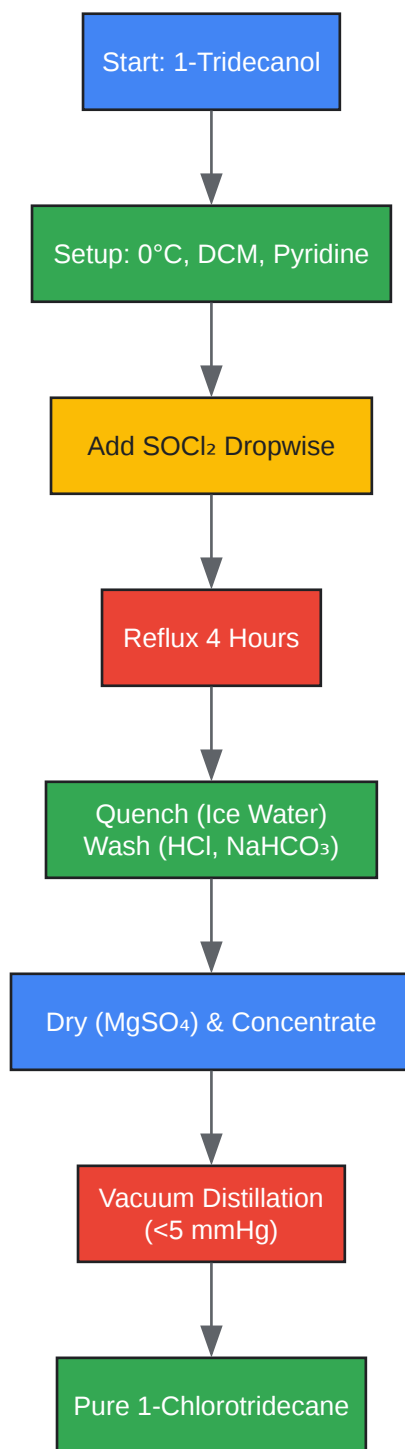 Start: 1-Tridecanol
Setup: 0°C, DCM, Pyridine
Add SOCl₂ Dropwise
Reflux 4 Hours
Quench (Ice Water)
Wash (HCl, NaHCO₃)
Dry (MgSO₄) & Concentrate
Vacuum Distillation
(<5 mmHg)
Pure 1-Chlorotridecane